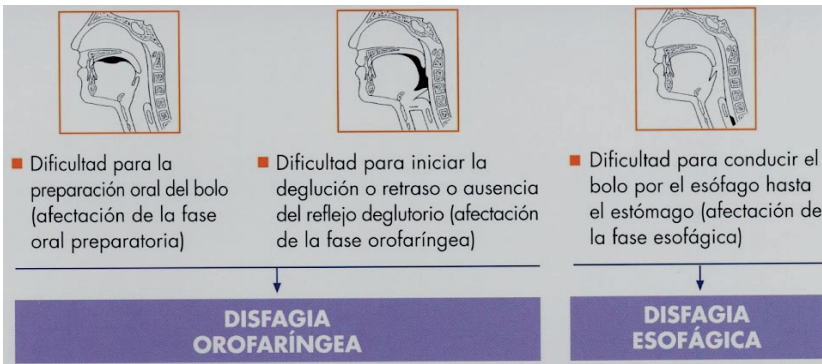 Dificultad para la
preparación oral del bolo
(afectación de la fase
oral preparatoria)
Dificultad para iniciar la
deglución o retraso o ausencia
del reflejo deglutorio (afectación
de la fase orofaríngea)
Dificultad para conducir el
bolo por el esófago hasta
el estómago (afectación de
la fase esofágica)
DISFAGIA
OROFARÍNGEA
DISFAGIA
ESOFÁGICA